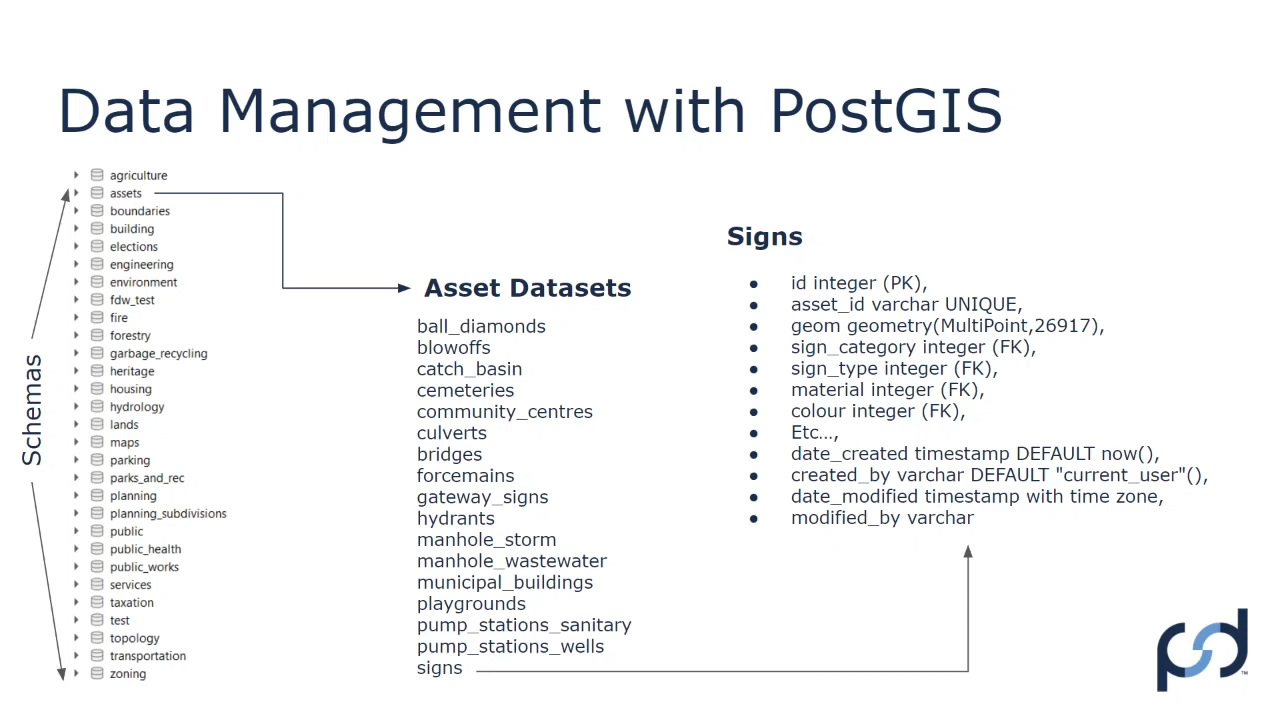 Data Management with PostGIS
Schemas
agriculture
assets
boundaries
building
elections
engineering
environment
fdw_test
fire
forestry
garbage_recycling
heritage
housing
hydrology
lands
maps
parking
parks_and_rec
planning
planning_subdivisions
public
public_health
public_works
services
taxation
test
topology
transportation
zoning
Asset Datasets
ball_diamonds
blowoffs
catch_basin
cemeteries
community_centres
culverts
bridges
forcemains
gateway_signs
hydrants
manhole_storm
manhole_wastewater
municipal_buildings
playgrounds
pump_stations_sanitary
pump_stations_wells
signs
Signs
● id integer (PK),
● asset_id varchar UNIQUE,
● geom geometry(MultiPoint,26917),
● sign_category integer (FK),
● sign_type integer (FK),
● material integer (FK),
● colour integer (FK),
● Etc...,
● date_created timestamp DEFAULT now(),
● created_by varchar DEFAULT "current_user"(),
● date_modified timestamp with time zone,
● modified_by varchar
psd
™